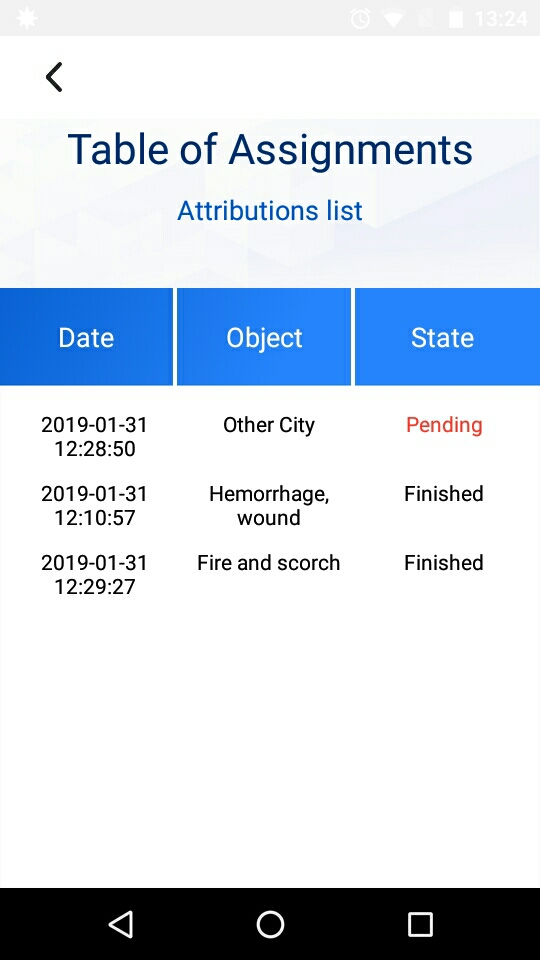 13:24
Table of Assignments
Attributions list
Date Object State
2019-01-31 Other City Pending
12:28:50
2019-01-31 Hemorrhage, Finished
12:10:57 wound
2019-01-31 Fire and scorch Finished
12:29:27